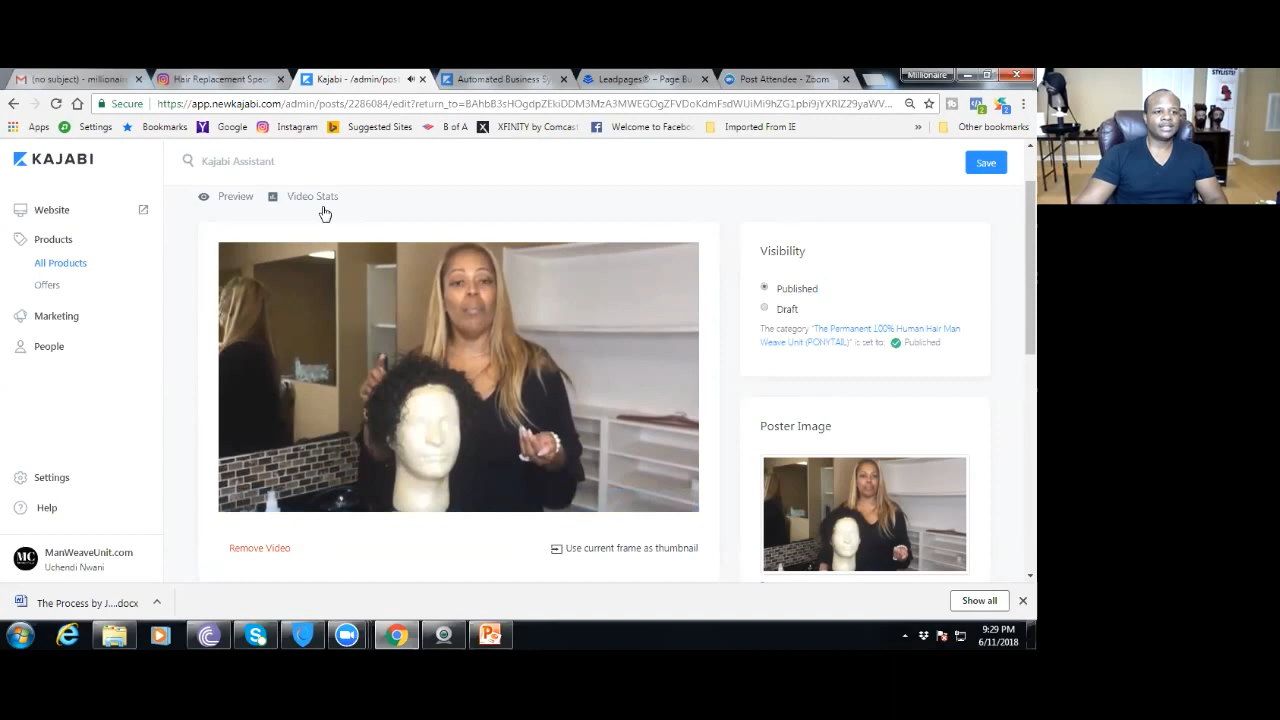 (no subject) - millionair
Hair Replacement Spec
Kajabi - /admin/post
Automated Business Sy
Leadpages® – Page Bu
Post Attendee - Zoom
Millionaire
Secure
https://app.newkajabi.com/admin/posts/2286084/edit?return_to=
Apps
Settings
Bookmarks
Google
Instagram
Suggested Sites
B of A
XFINITY by Comcast
Welcome to Facebo
Imported From IE
»
Other bookmarks
KAJABI
Kajabi Assistant
Save
Preview
Video Stats
Website
Products
All Products
Offers
Marketing
People
Visibility
Published
Draft
The category "The Permanent 100% Human Hair Man
Weave Unit (PONYTAIL)" is set to: Published
Poster Image
Settings
Help
Remove Video
Use current frame as thumbnail
MC
ManWeaveUnit.com
Uchendi Nwani
The Process by J....docx
Show all
9:29 PM
6/11/2018